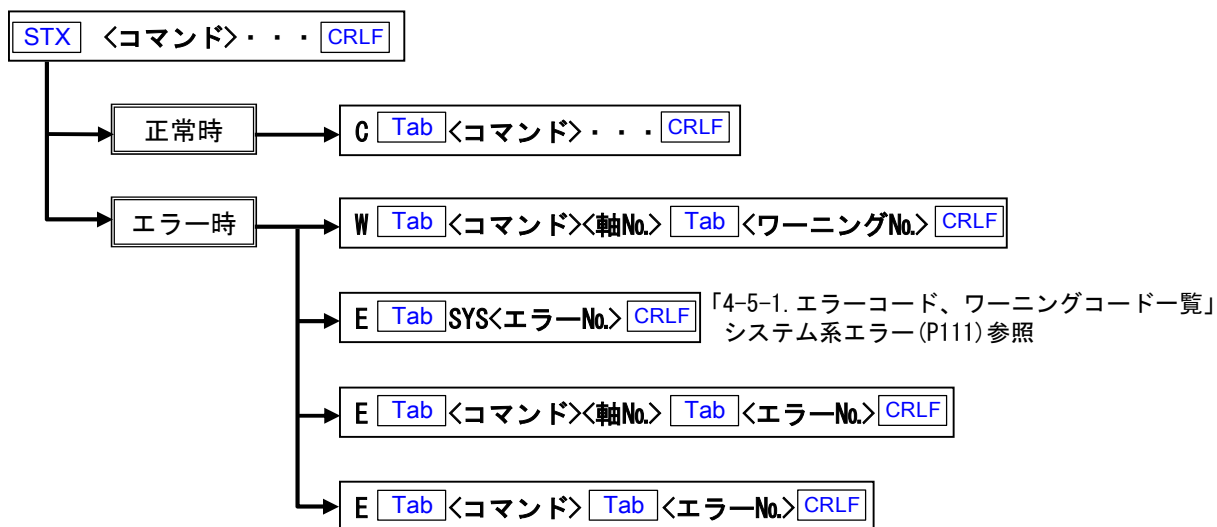 STX <コマンド>・・・ CRLF
正常時
C Tab <コマンド>・・・ CRLF
エラー時
W Tab <コマンド><軸No.> Tab <ワーニングNo.> CRLF
E Tab SYS<エラーNo.> CRLF
「4-5-1.エラーコード、ワーニングコード一覧」
システム系エラー(P111)参照
E Tab <コマンド><軸No.> Tab <エラーNo.> CRLF
E Tab <コマンド> Tab <エラーNo.> CRLF